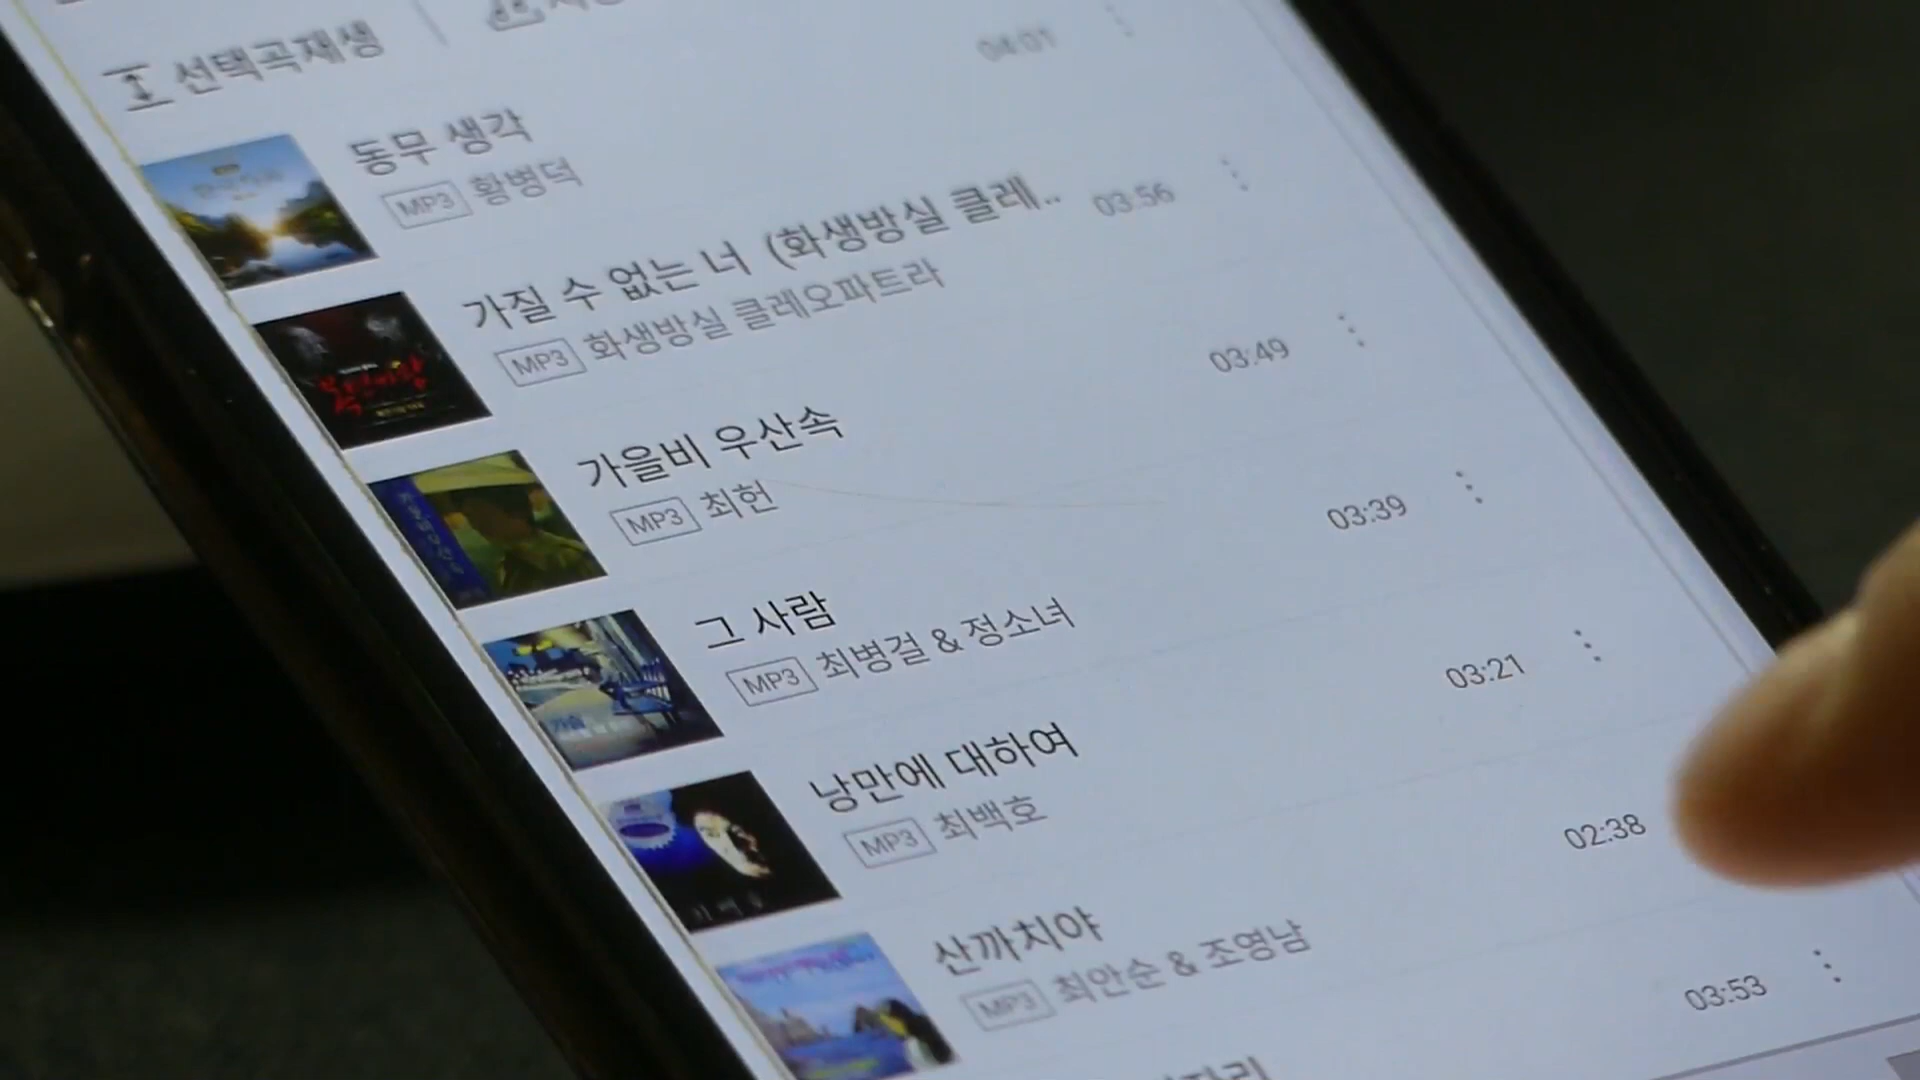 선택곡재생
동무 생각
04:01
MP3 황병덕
가질 수 없는 너 (화생방실 클레..
03:56
MP3 화생방실 클레오파트라
가을비 우산속
03:49
MP3 최헌
그 사람
03:39
MP3 최병걸 & 정소녀
낭만에 대하여
03:21
MP3 최백호
산까치야
02:38
MP3 최안순 & 조영남
03:53